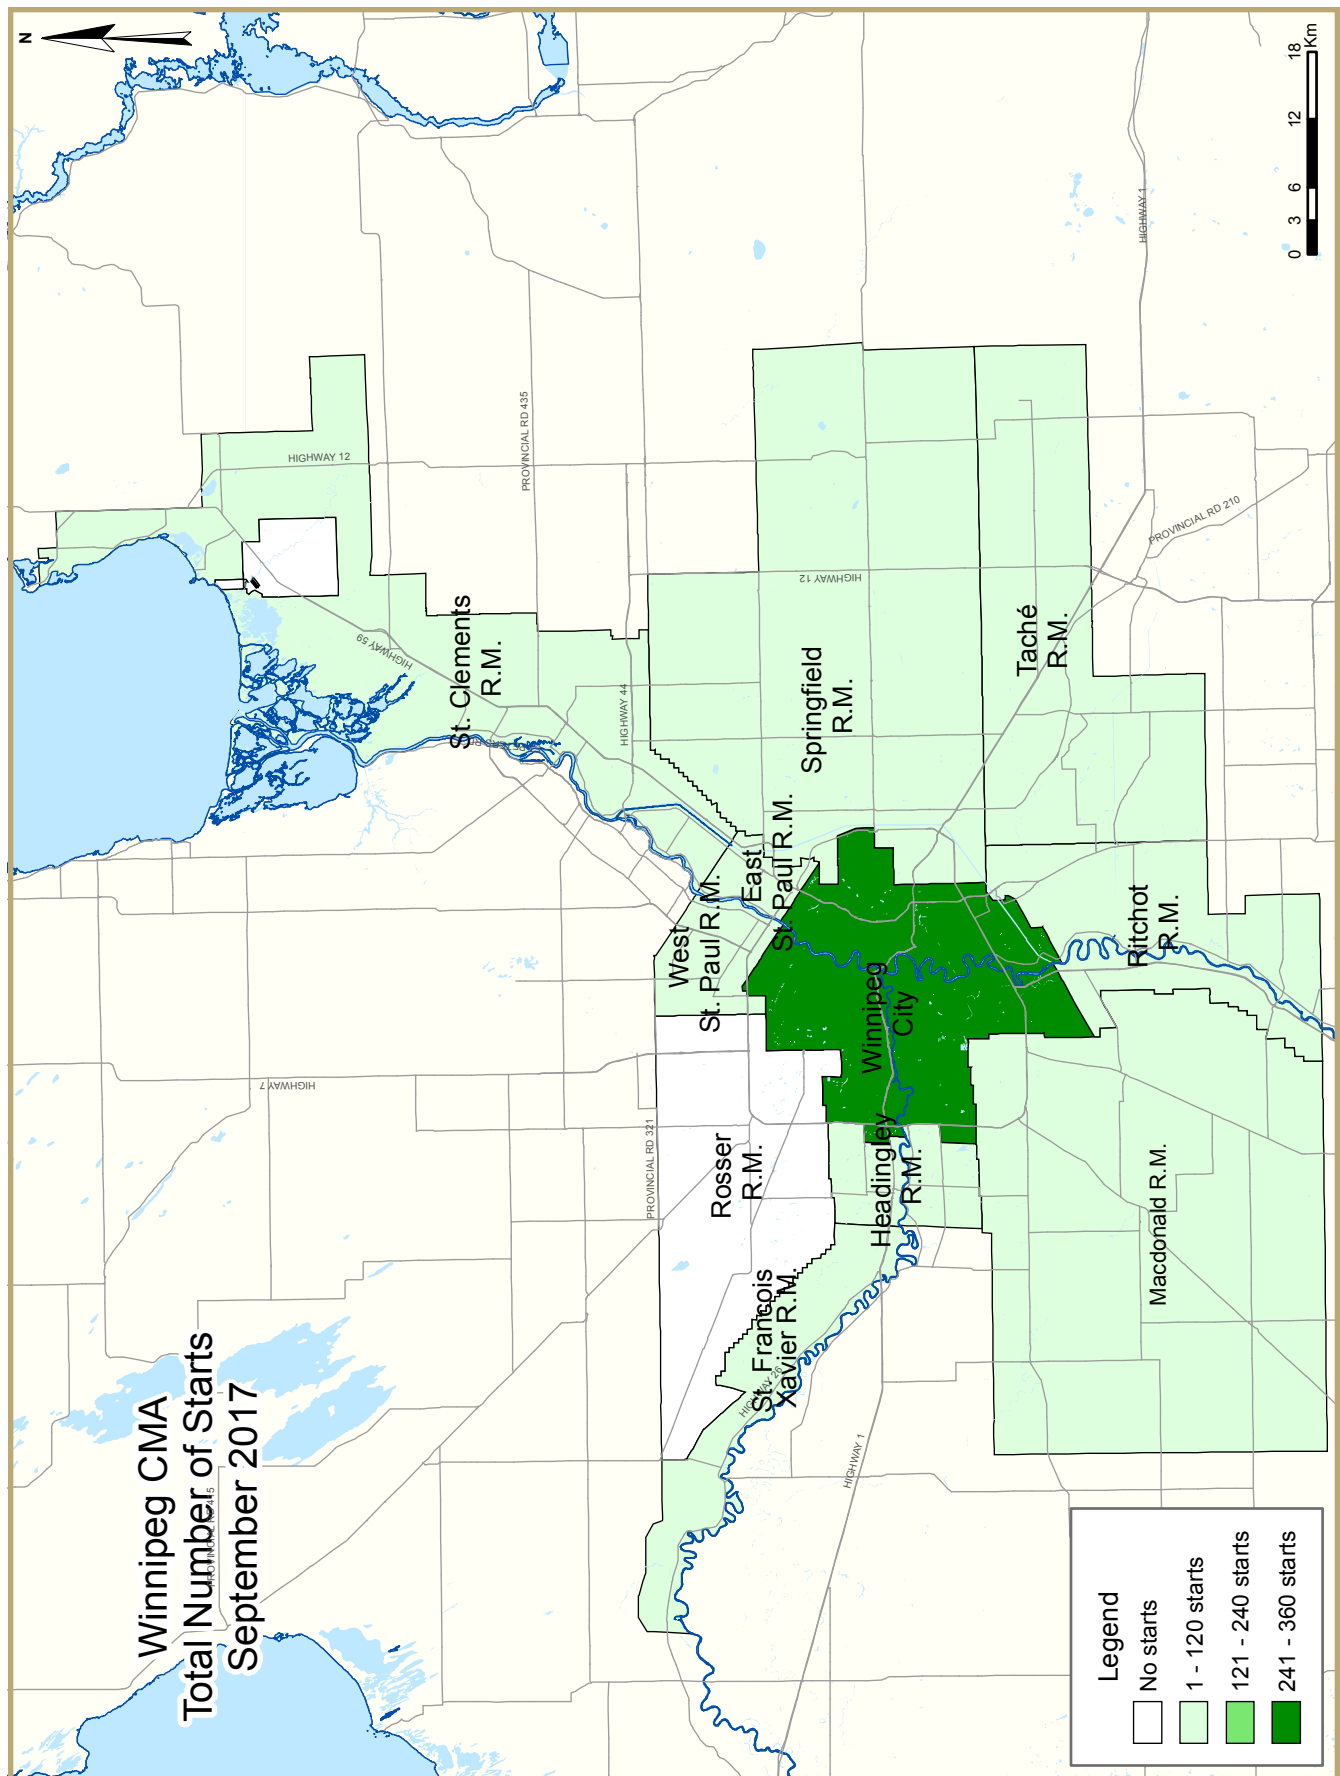 Winnipeg CMA
Total Number of Starts
September 2017
N
PROVINCIAL RD 415
HIGHWAY 12
PROVINCIAL RD 435
HIGHWAY 59
St. Clements
R.M.
HIGHWAY 44
HIGHWAY 7
PROVINCIAL RD 321
West
St. Paul R.M.
East
St. Paul R.M.
Springfield
R.M.
HIGHWAY 12
Rosser
R.M.
St. Francois
Xavier R.M.
HIGHWAY 26
Winnipeg
City
Headingley
R.M.
HIGHWAY 1
Taché
R.M.
HIGHWAY 1
PROVINCIAL RD 210
Ritchot
R.M.
Macdonald R.M.
Legend
No starts
1 - 120 starts
121 - 240 starts
241 - 360 starts
0 3 6 12 18
Km